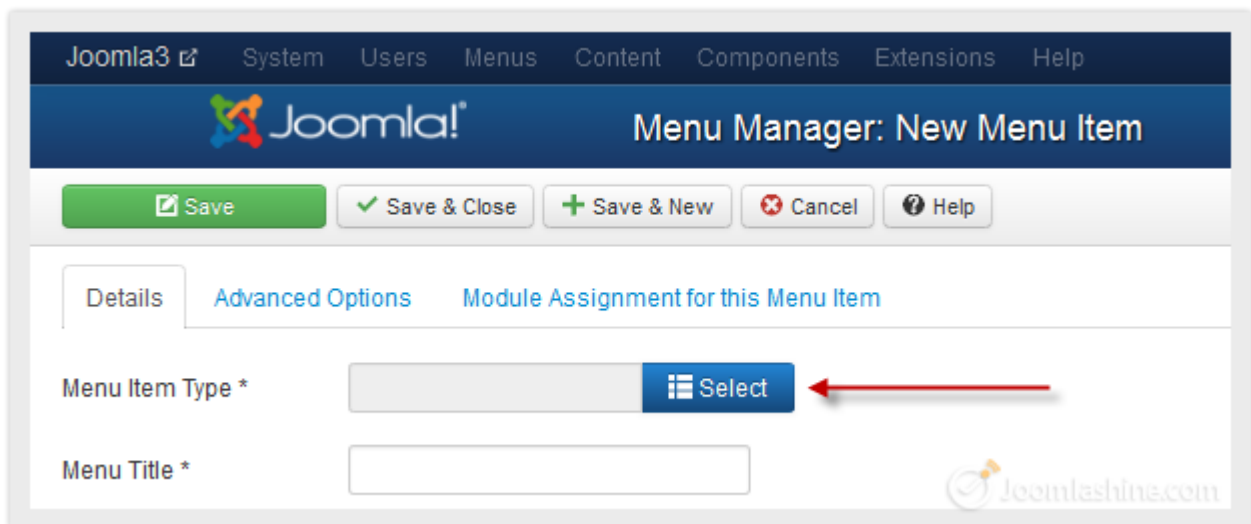 Joomla3 System Users Menus Content Components Extensions Help
Joomla!® Menu Manager: New Menu Item
Save Save & Close Save & New Cancel Help
Details Advanced Options Module Assignment for this Menu Item
Menu Item Type * Select
Menu Title *
Joomlashine.com